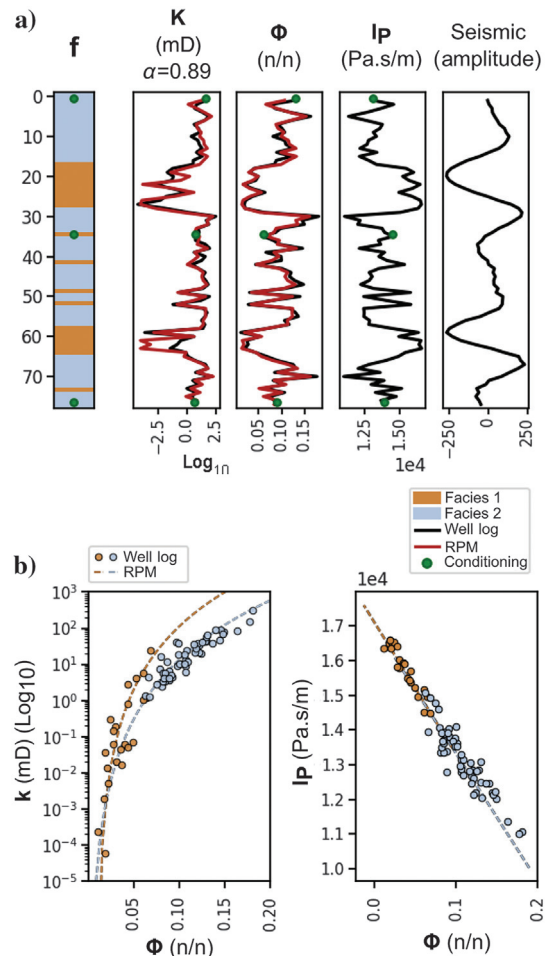 a)
f
K
(mD)
α=0.89
Φ
(n/n)
IP
(Pa.s/m)
Seismic
(amplitude)
0
10
20
30
40
50
60
70
−2.5
0.0
2.5
Log10
0.05
0.15
1.25
1.50
1e4
−250
0
250
Facies 1
Facies 2
Well log
RPM
Conditioning
b)
Well log
RPM
10^3
10^2
10^1
10^0
10^-1
10^-2
10^-3
10^-4
10^-5
k (mD) (Log10)
0.05
0.10
0.15
0.20
Φ (n/n)
1e4
1.7
1.6
1.5
1.4
1.3
1.2
1.1
1.0
IP (Pa.s/m)
0.0
0.1
0.2
Φ (n/n)